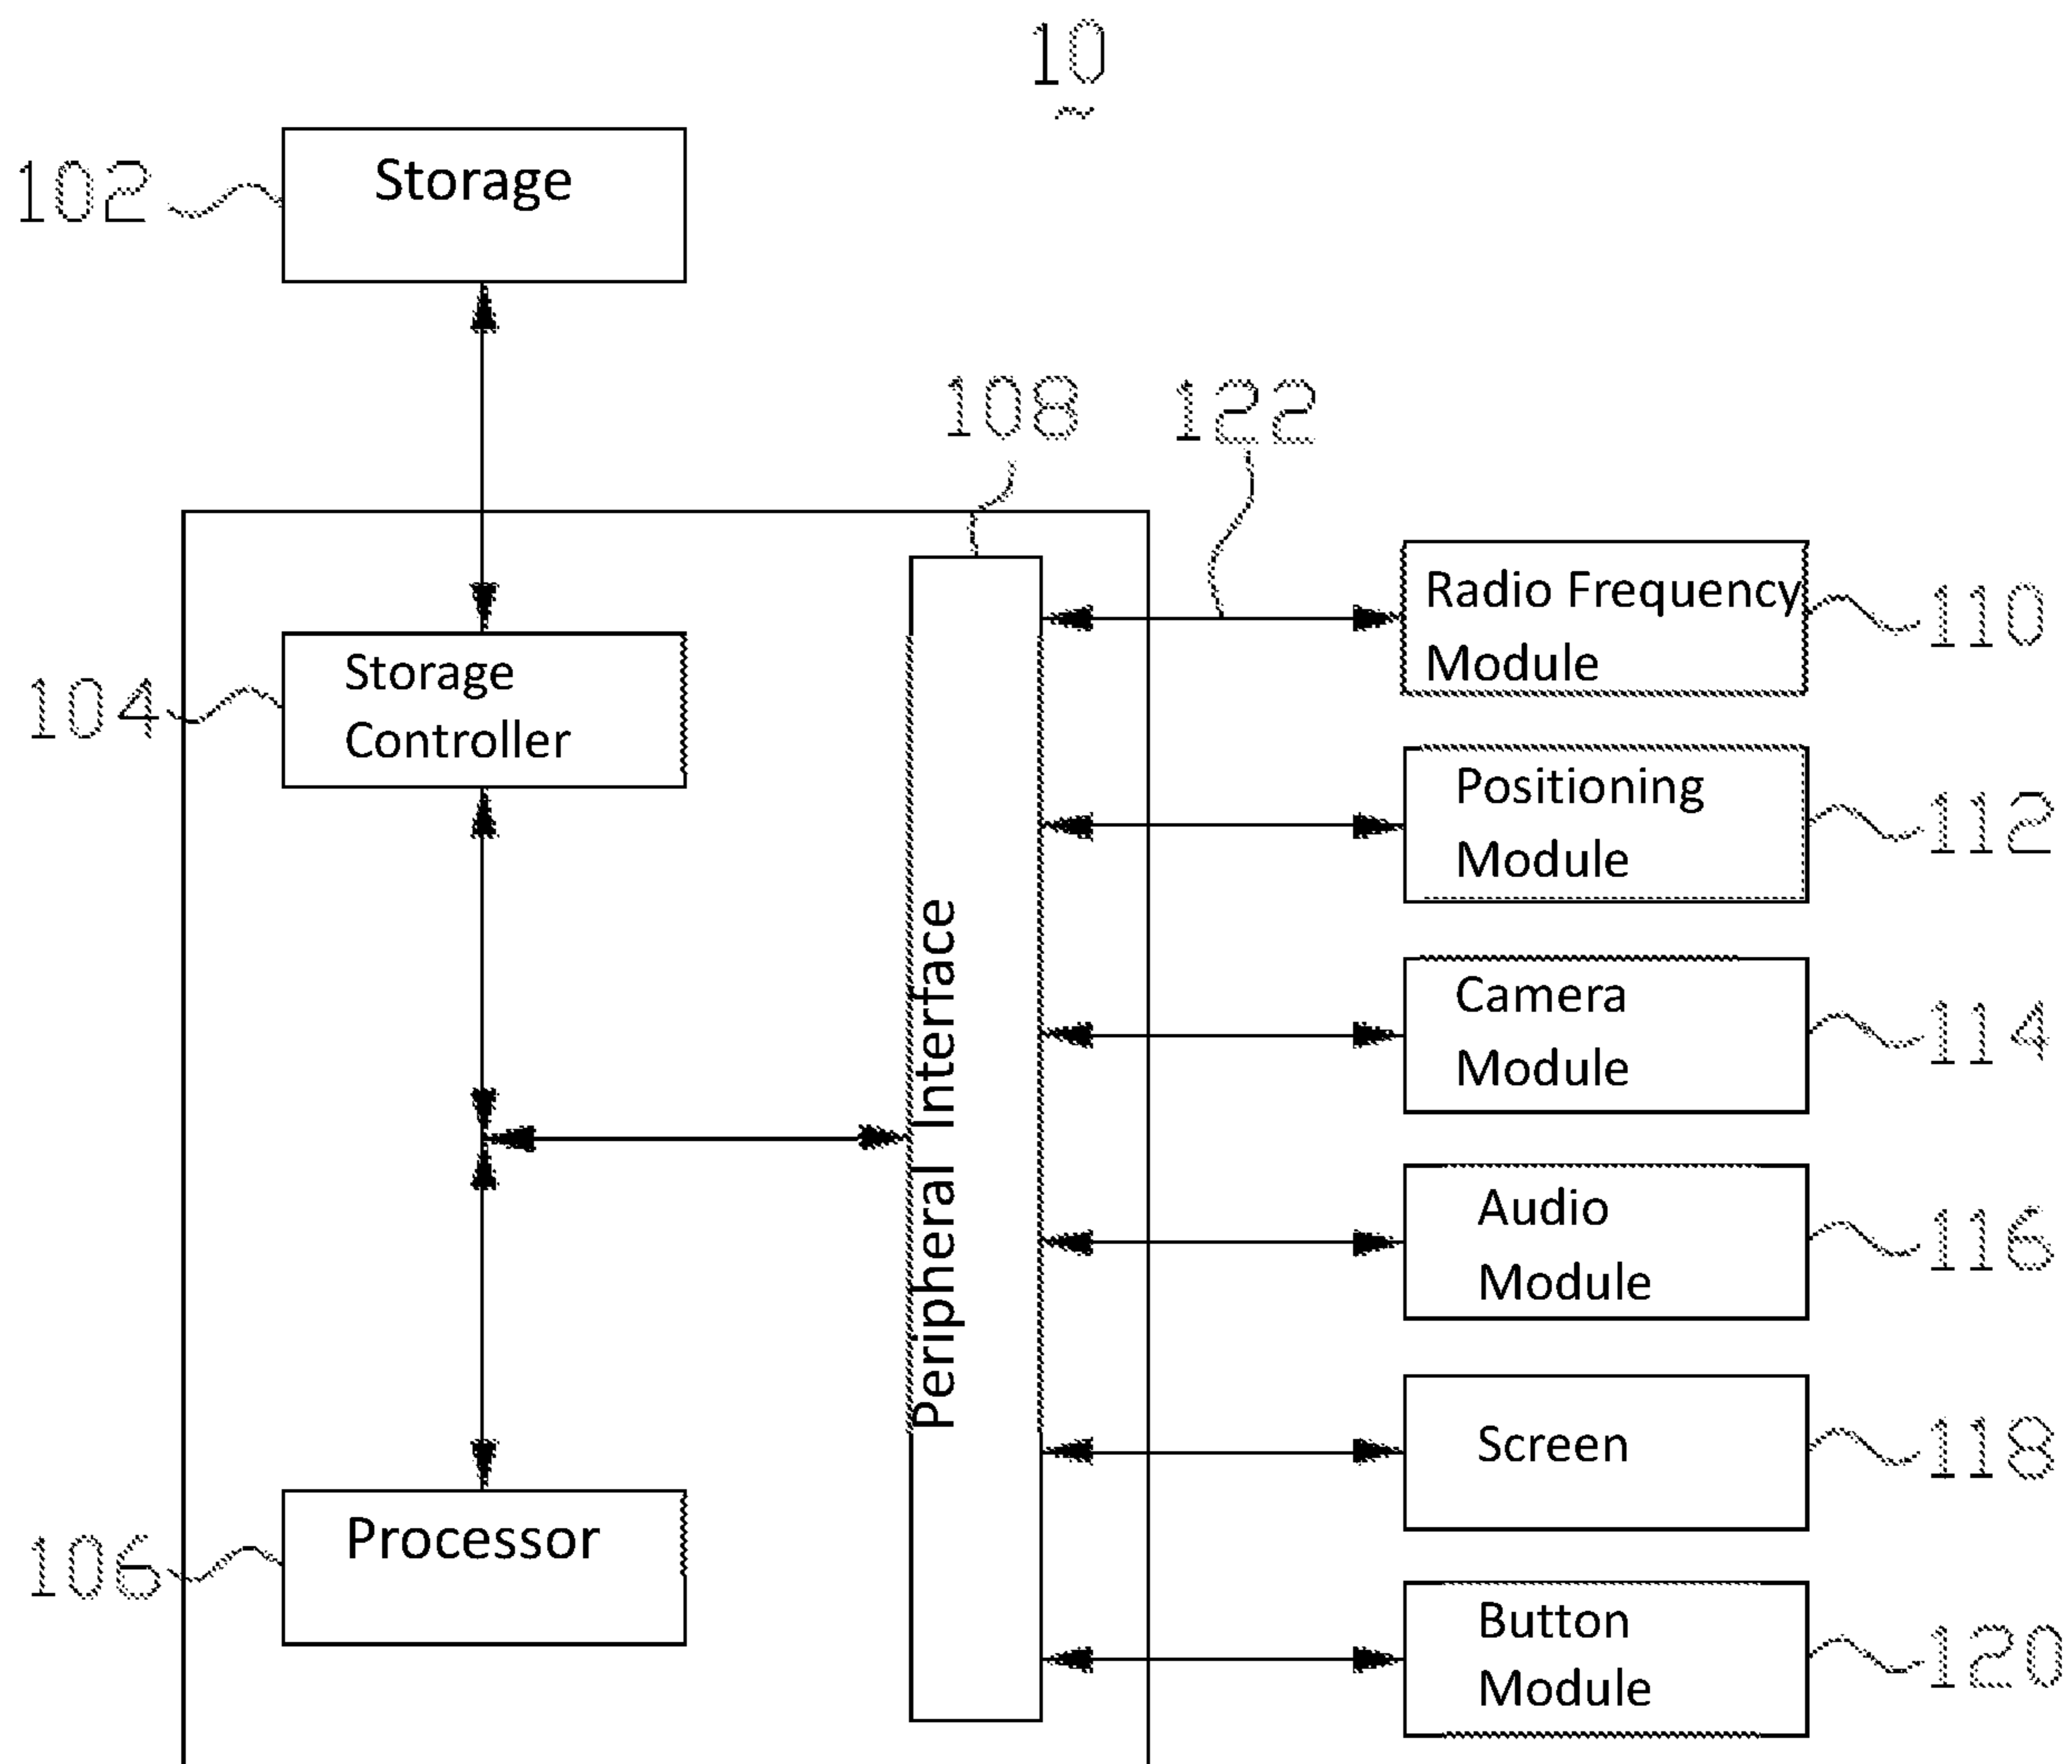 10
102
Storage
108
122
104
Storage
Controller
Peripheral Interface
Radio Frequency
Module
110
Positioning
Module
112
Camera
Module
114
Audio
Module
116
Screen
118
106
Processor
Button
Module
120